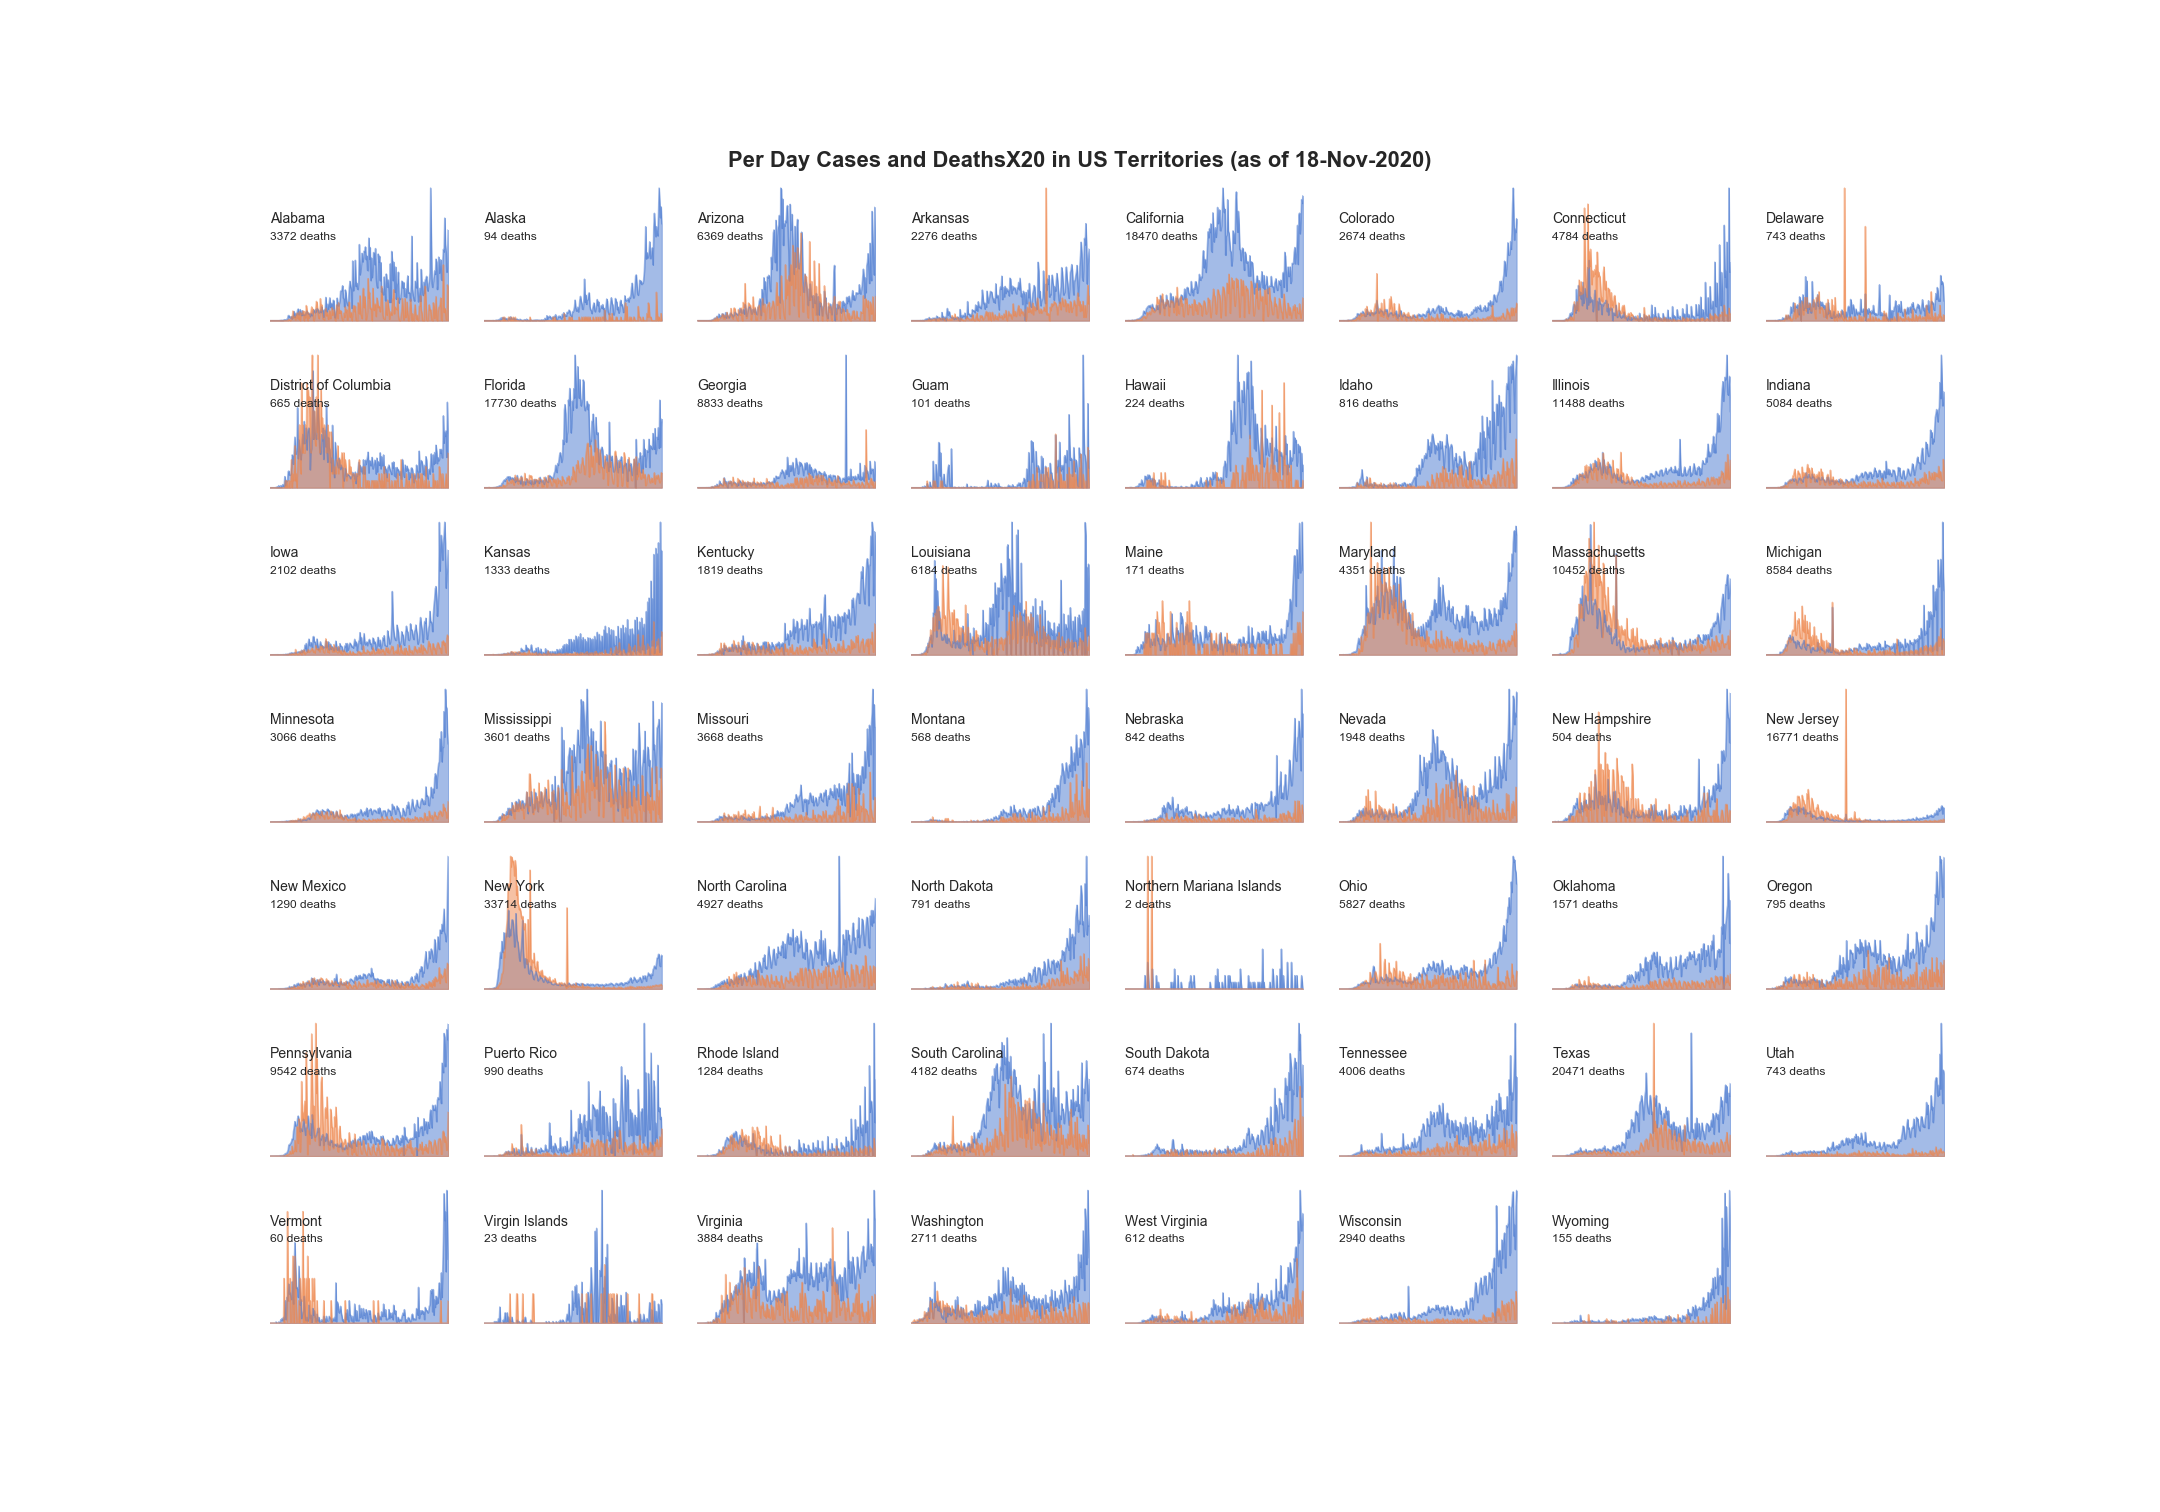 Per Day Cases and DeathsX20 in US Territories (as of 18-Nov-2020)
Alabama
3372 deaths
Alaska
94 deaths
Arizona
6369 deaths
Arkansas
2276 deaths
California
18470 deaths
Colorado
2674 deaths
Connecticut
4784 deaths
Delaware
743 deaths
District of Columbia
665 deaths
Florida
17730 deaths
Georgia
8833 deaths
Guam
101 deaths
Hawaii
224 deaths
Idaho
816 deaths
Illinois
11488 deaths
Indiana
5084 deaths
Iowa
2102 deaths
Kansas
1333 deaths
Kentucky
1819 deaths
Louisiana
6184 deaths
Maine
171 deaths
Maryland
4351 deaths
Massachusetts
10452 deaths
Michigan
8584 deaths
Minnesota
3066 deaths
Mississippi
3601 deaths
Missouri
3668 deaths
Montana
568 deaths
Nebraska
842 deaths
Nevada
1948 deaths
New Hampshire
504 deaths
New Jersey
16771 deaths
New Mexico
1290 deaths
New York
33714 deaths
North Carolina
4927 deaths
North Dakota
791 deaths
Northern Mariana Islands
2 deaths
Ohio
5827 deaths
Oklahoma
1571 deaths
Oregon
795 deaths
Pennsylvania
9542 deaths
Puerto Rico
990 deaths
Rhode Island
1284 deaths
South Carolina
4182 deaths
South Dakota
674 deaths
Tennessee
4006 deaths
Texas
20471 deaths
Utah
743 deaths
Vermont
60 deaths
Virgin Islands
23 deaths
Virginia
3884 deaths
Washington
2711 deaths
West Virginia
612 deaths
Wisconsin
2940 deaths
Wyoming
155 deaths